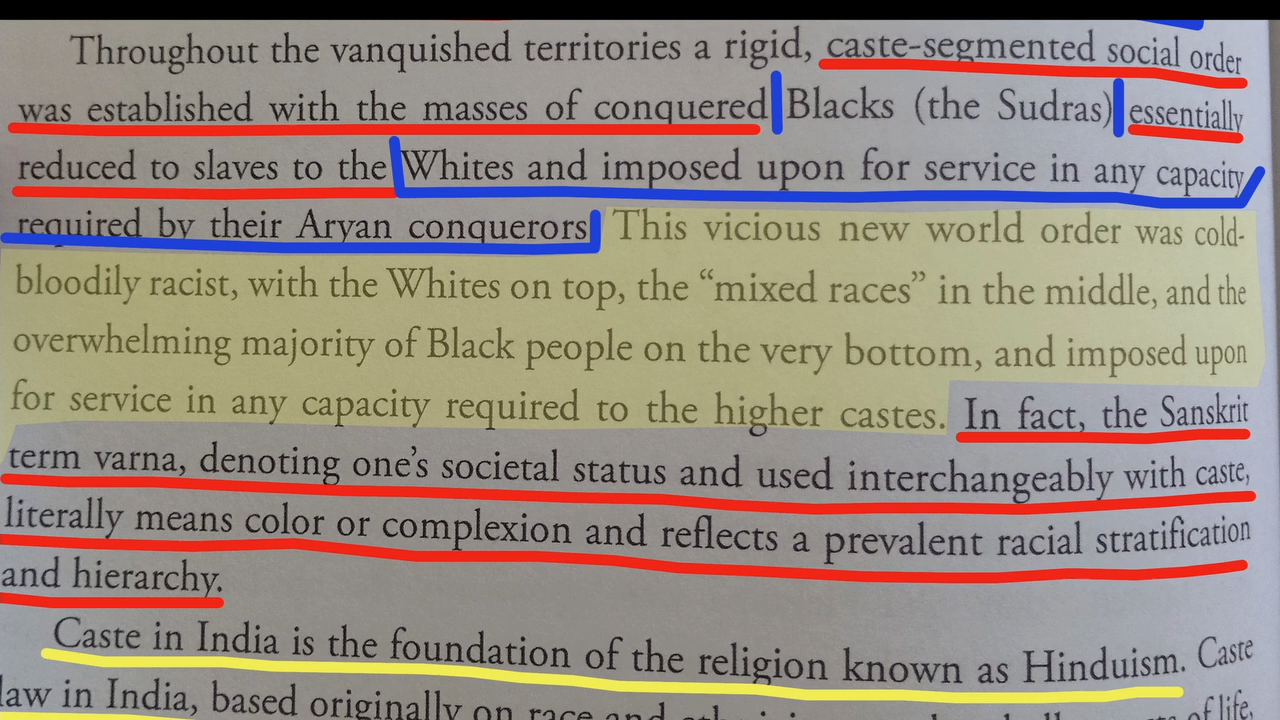 Throughout the vanquished territories a rigid, caste-segmented social order
was established with the masses of conquered Blacks (the Sudras) essentially
reduced to slaves to the Whites and imposed upon for service in any capacity
required by their Aryan conquerors. This vicious new world order was cold-
bloodily racist, with the Whites on top, the “mixed races” in the middle, and the
overwhelming majority of Black people on the very bottom, and imposed upon
for service in any capacity required to the higher castes. In fact, the Sanskrit
term varna, denoting one’s societal status and used interchangeably with caste,
literally means color or complexion and reflects a prevalent racial stratification
and hierarchy.
Caste in India is the foundation of the religion known as Hinduism. Caste
law in India, based originally on race and of life,